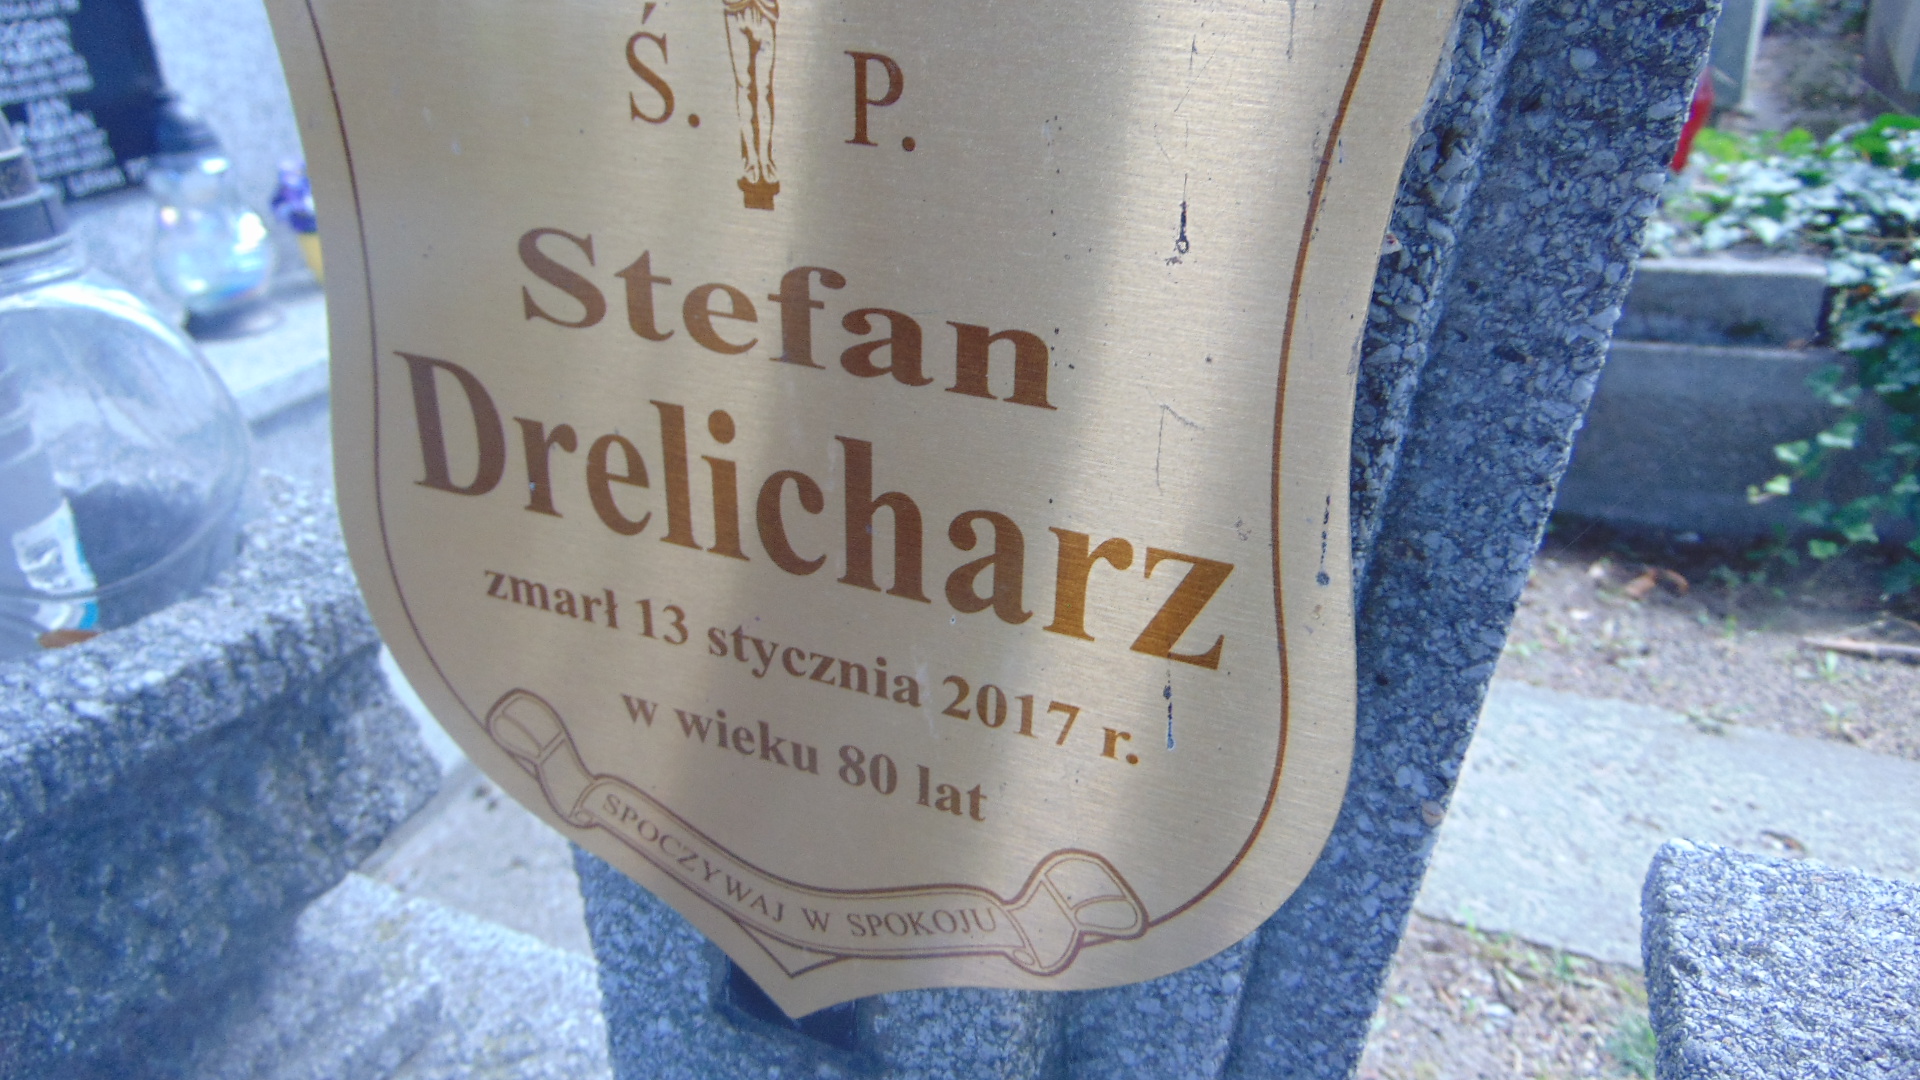 Ś. P.
Stefan
Drelicharz
zmarł 13 stycznia 2017 r.
w wieku 80 lat
SPOCZYWAJ W SPOKOJU